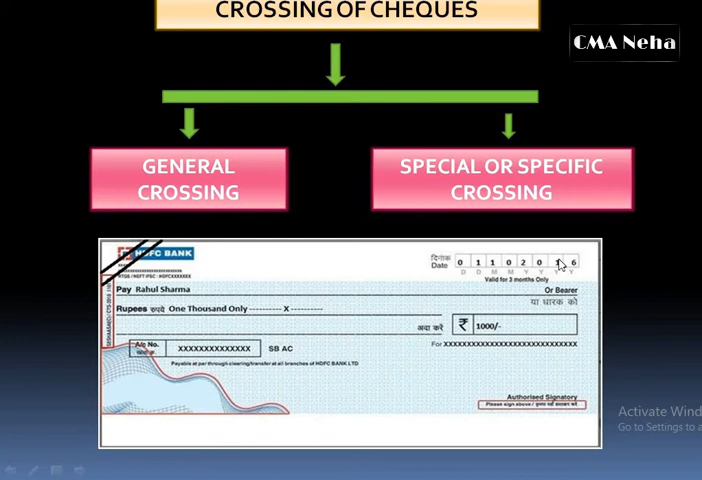 CROSSING OF CHEQUES
CMA Neha
GENERAL
CROSSING
SPECIAL OR SPECIFIC
CROSSING
HDFC BANK
दिनांक
Date
0 1 1 0 2 0 1 6
D D M M Y Y Y Y
Valid for 3 months Only
Pay Rahul Sharma
Or Bearer
या धारक को
Rupees रुपये One Thousand Only ---------- X ----------
अदा करें
₹ 1000/-
A/c No.
XXXXXXXXXXXXXX
SB AC
For XXXXXXXXXXXXXXXXXXXXXXXXXXXX
Payable at par through clearing/transfer at all branches of HDFC BANK LTD
Authorised Signatory
Please sign above /
Activate Wind
Go to Settings to a